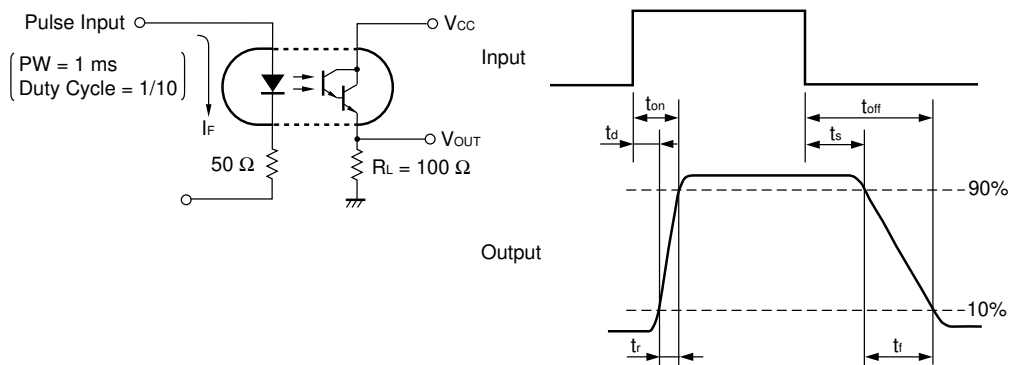 Pulse Input
PW = 1 ms
Duty Cycle = 1/10
IF
50 Ω
VCC
VOUT
RL = 100 Ω
Input
ton
toff
td
ts
90%
Output
10%
tr
tf